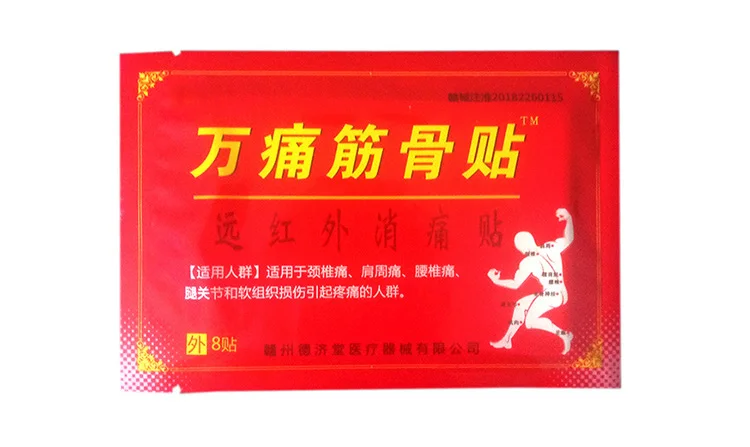 赣械注准20182260115
万痛筋骨贴TM
远红外消痛贴
【适用人群】适用于颈椎痛、肩周痛、腰椎痛、
腿关节和软组织损伤引起疼痛的人群。
外 8贴
赣州德济堂医疗器械有限公司